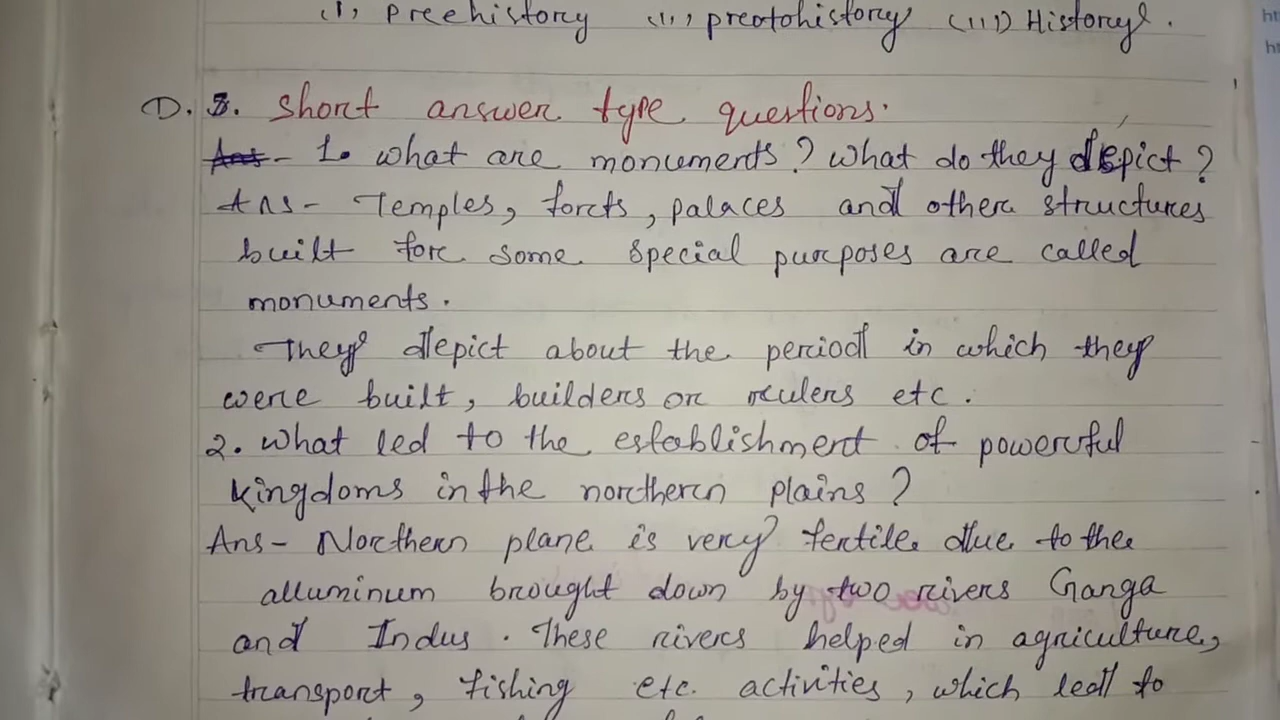 (i) Preehistory (ii) preotohistory (iii) History.
D. 3. Short answer type questions.
Ans - 1. what are monuments? What do they depict?
Ans - Temples, forts, palaces and other structures
built for some special purposes are called
monuments.
They depict about the period in which they
were built, builders or rulers etc.
2. What led to the establishment of powerful
kingdoms in the northern plains?
Ans - Northern plane is very fertile due to the
alluminum brought down by two rivers Ganga
and Indus. These rivers helped in agriculture,
transport, fishing etc. activities, which led to